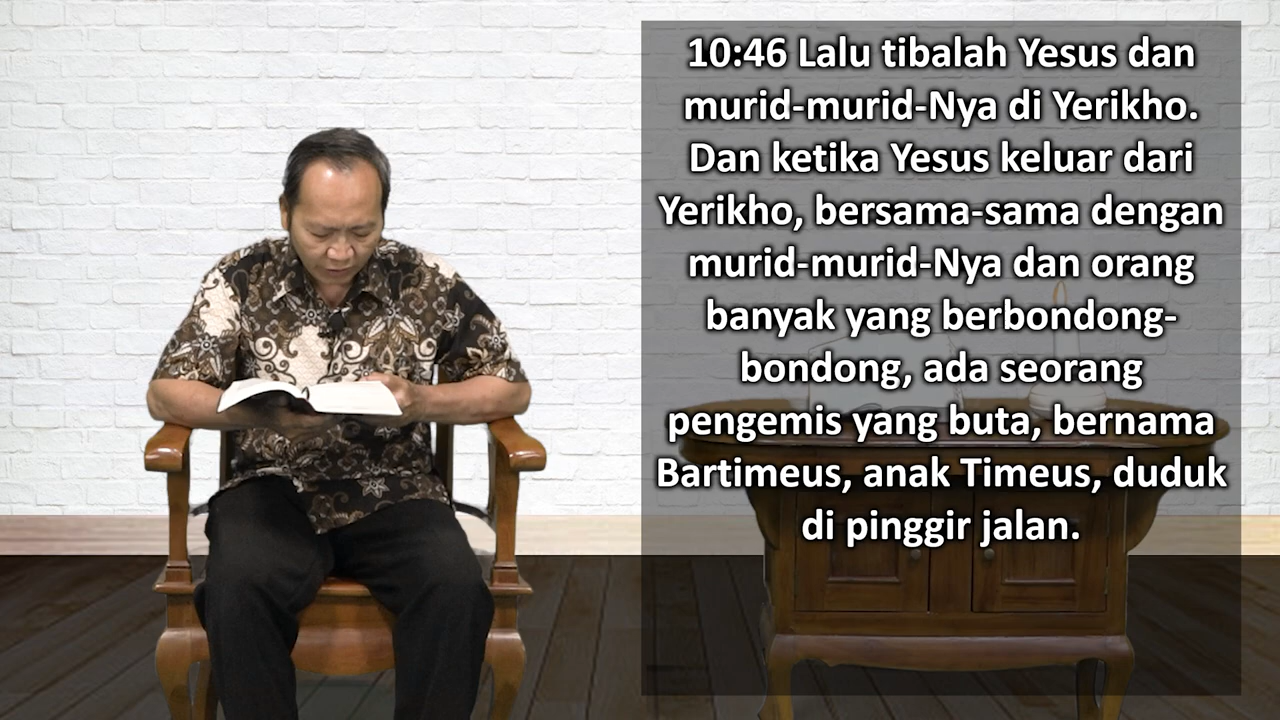 10:46 Lalu tibalah Yesus dan
murid-murid-Nya di Yerikho.
Dan ketika Yesus keluar dari
Yerikho, bersama-sama dengan
murid-murid-Nya dan orang
banyak yang berbondong-
bondong, ada seorang
pengemis yang buta, bernama
Bartimeus, anak Timeus, duduk
di pinggir jalan.